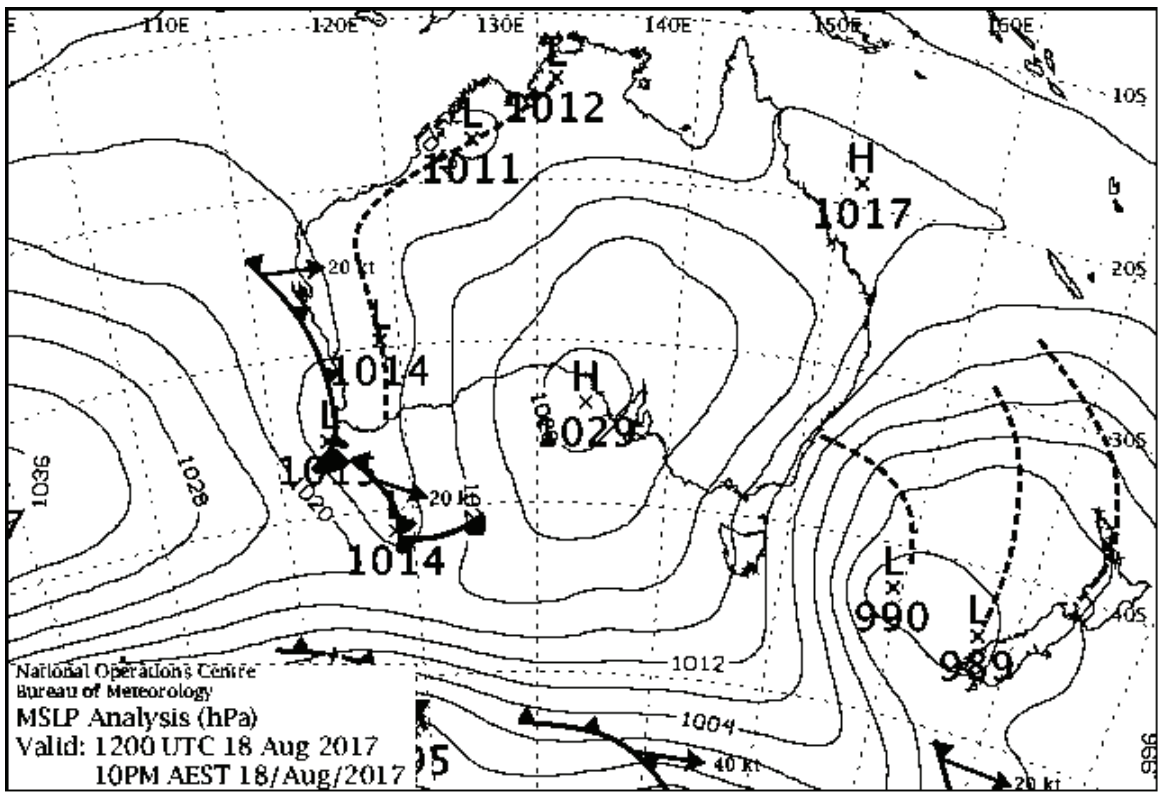 110E 120E 130E 140E 150E 160E
L
1012
10S
L
1011
H
1017
20S
20 kt
L
1014
H
1029
30S
L
1036
1028
1020
20 kt
L
1014
L
990
L
989
40S
1012
1004
996
40 kt
20 kt
National Operations Centre
Bureau of Meteorology
MSLP Analysis (hPa)
Valid: 1200 UTC 18 Aug 2017
10PM AEST 18/Aug/2017